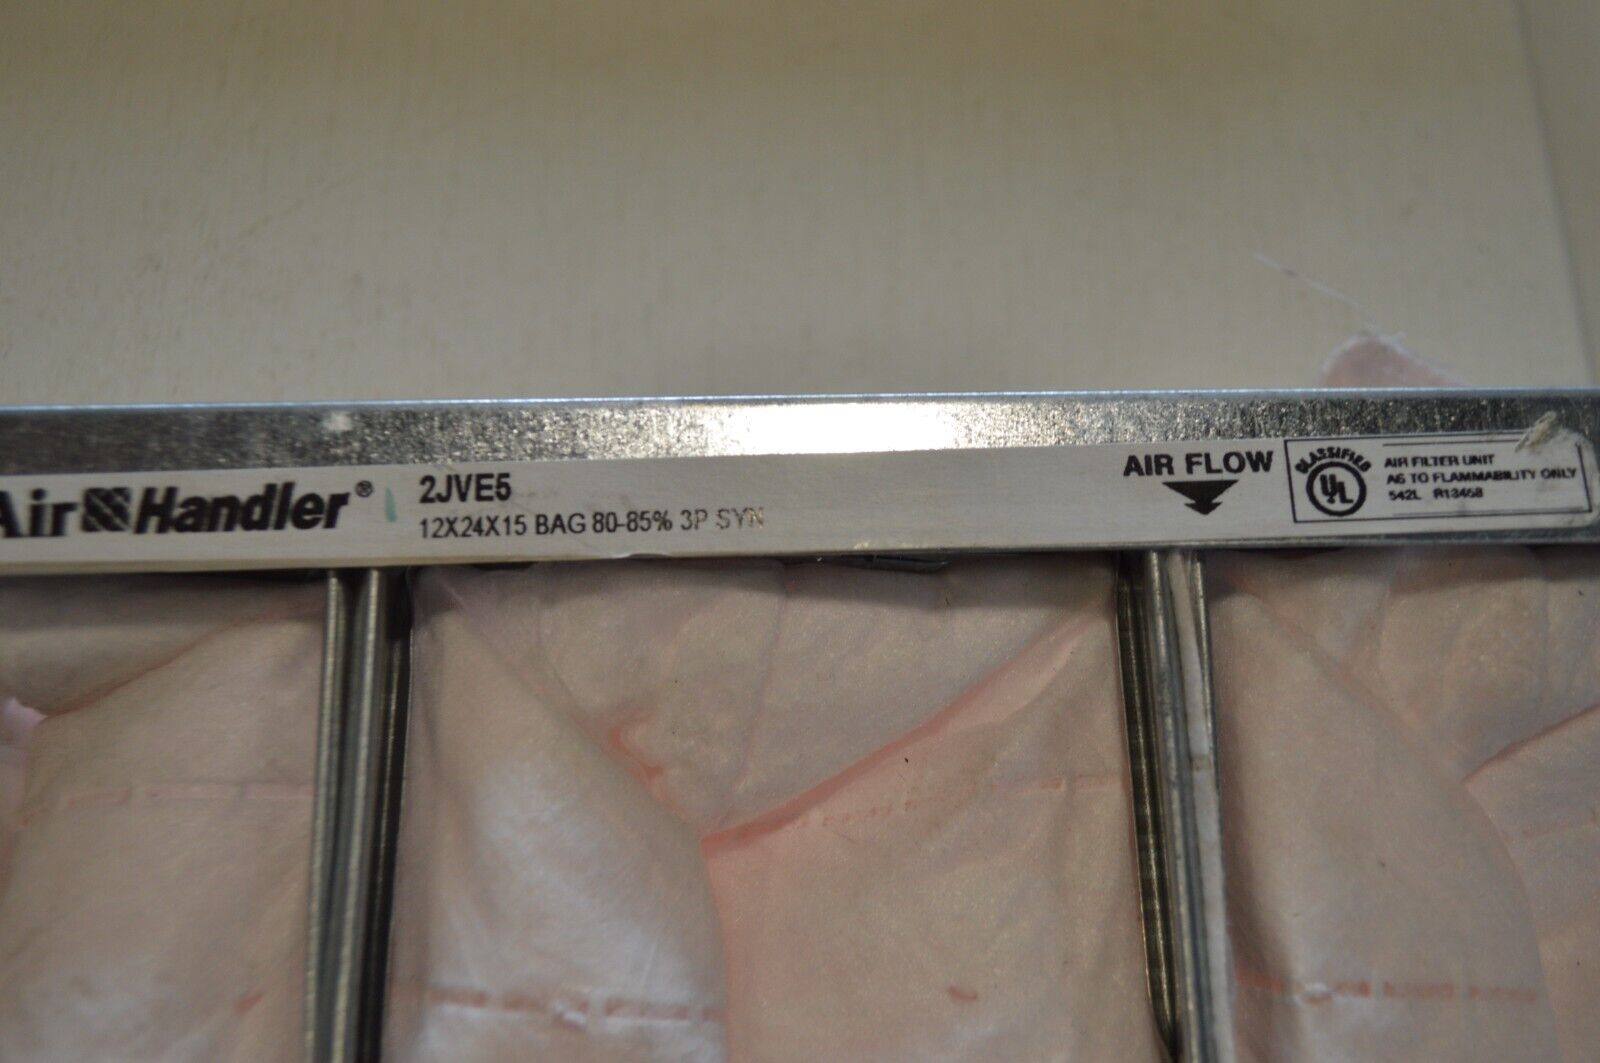 Air Handler®
2JVE5
12X24X15 BAG 80-85% 3P SYN
AIR FLOW
CLASSIFIED
UL
AIR FILTER UNIT
AS TO FLAMMABILITY ONLY
542L R13458